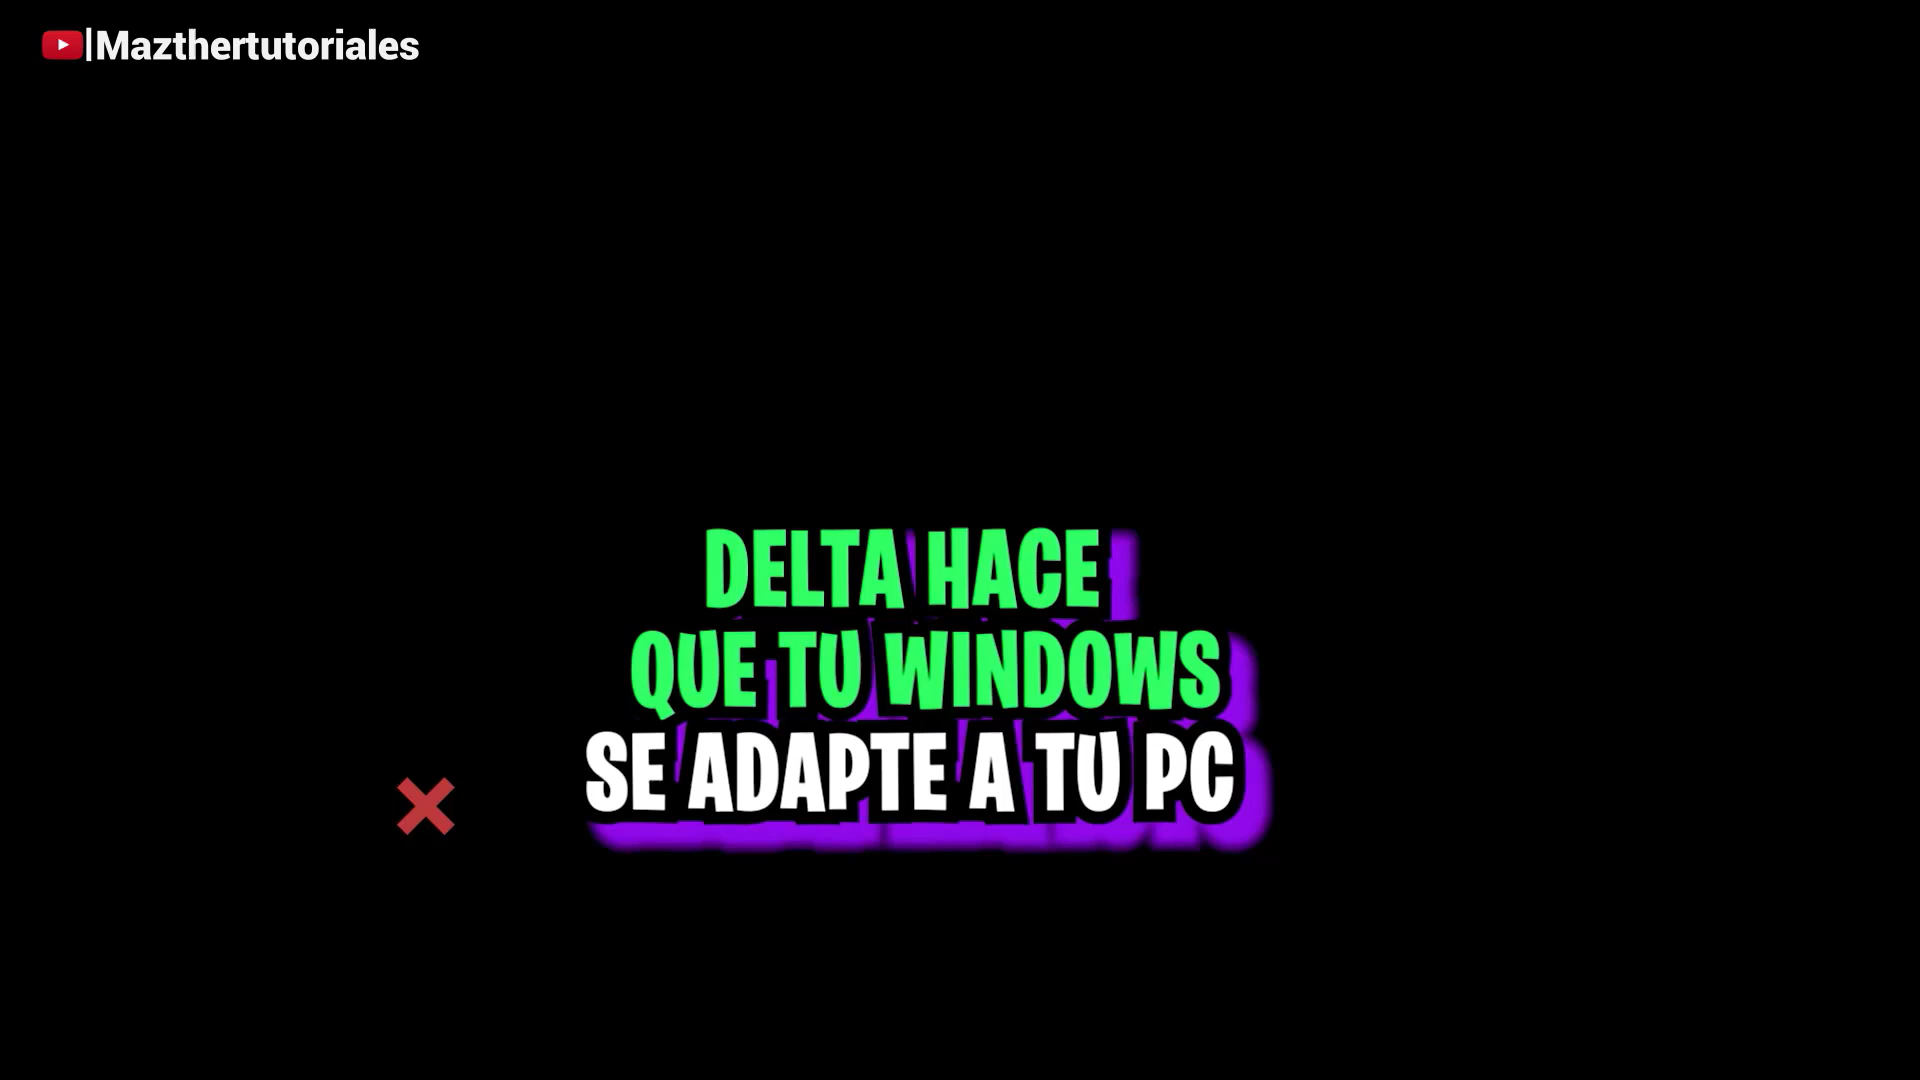 |Mazthertutoriales
DELTA HACE
QUE TU WINDOWS
SE ADAPTE A TU PC